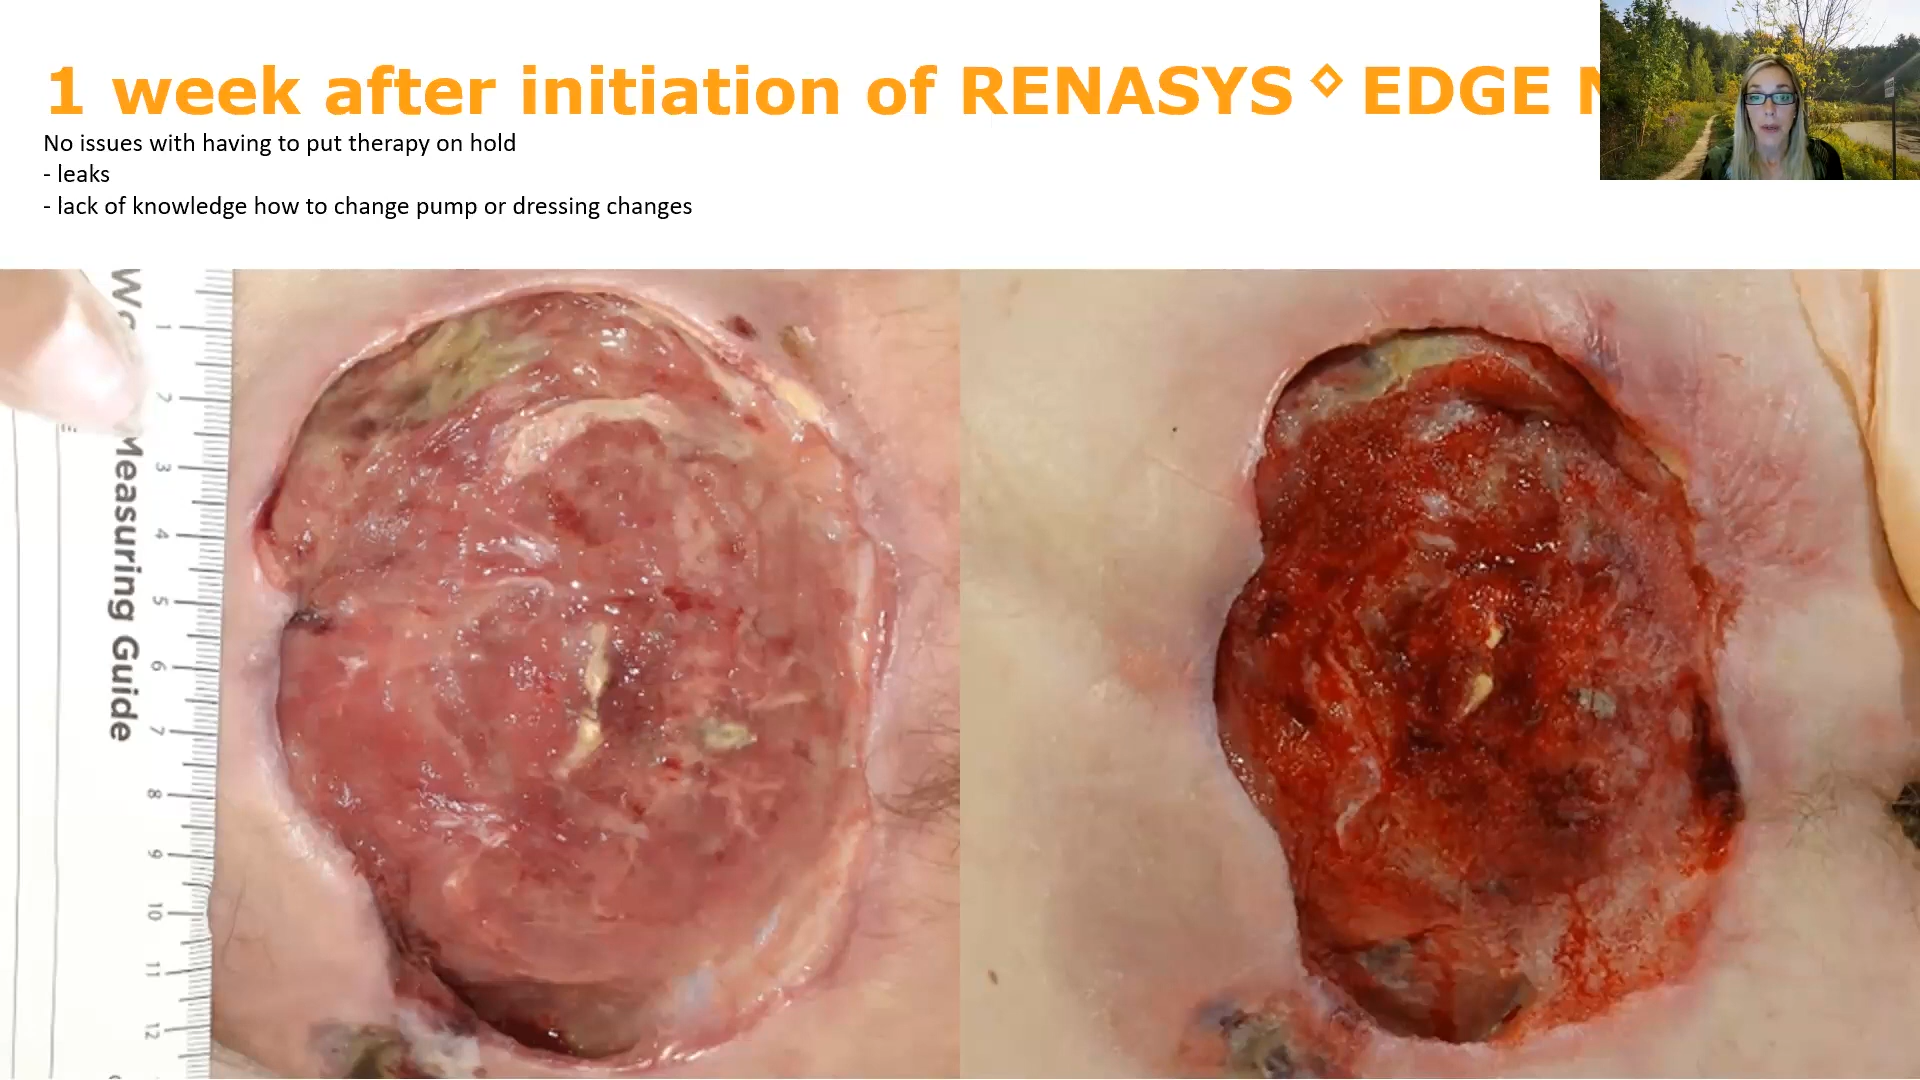 1 week after initiation of RENASYS◇ EDGE N
No issues with having to put therapy on hold
- leaks
- lack of knowledge how to change pump or dressing changes
Measuring Guide
1
2
3
4
5
6
7
8
9
10
11
12